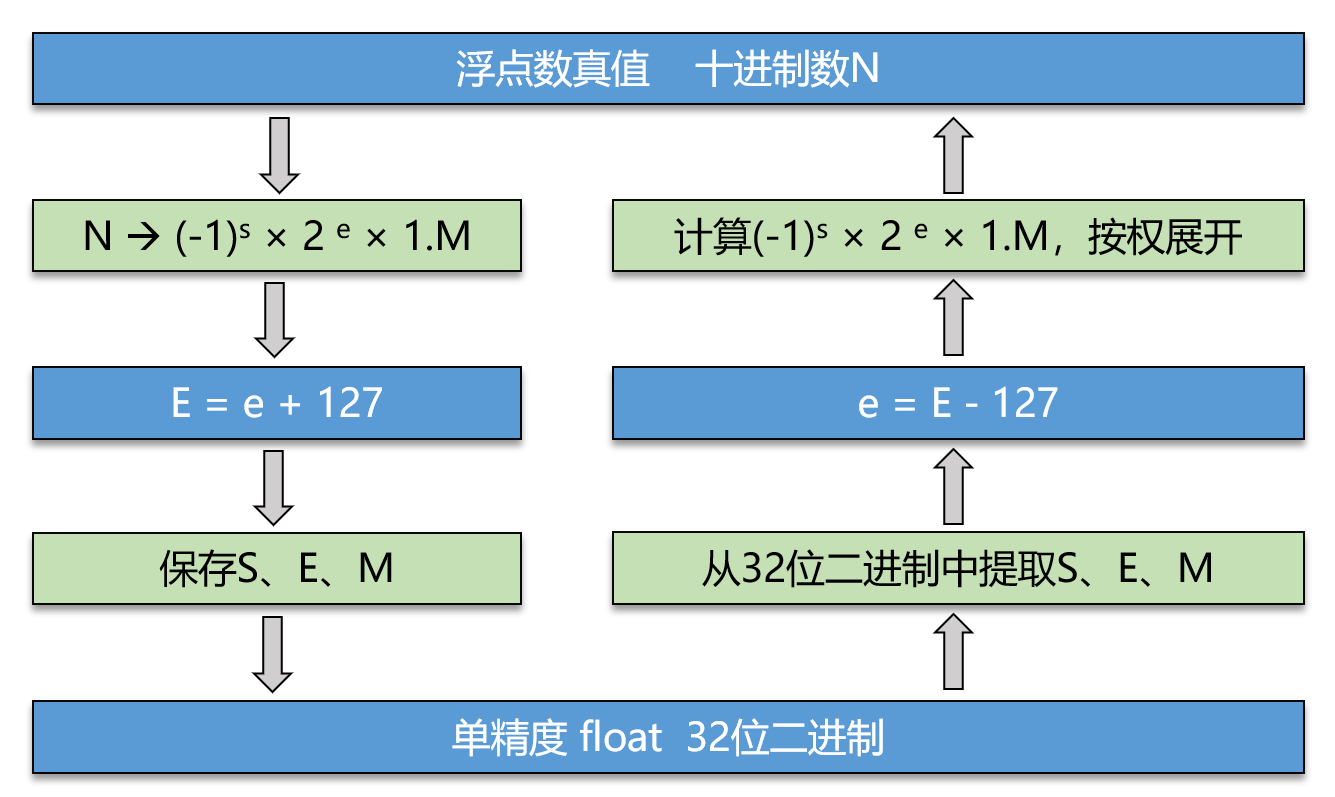 浮点数真值 十进制数N
N → (-1)ˢ × 2 ᵉ × 1.M
计算(-1)ˢ × 2 ᵉ × 1.M，按权展开
E = e + 127
e = E - 127
保存S、E、M
从32位二进制中提取S、E、M
单精度 float 32位二进制